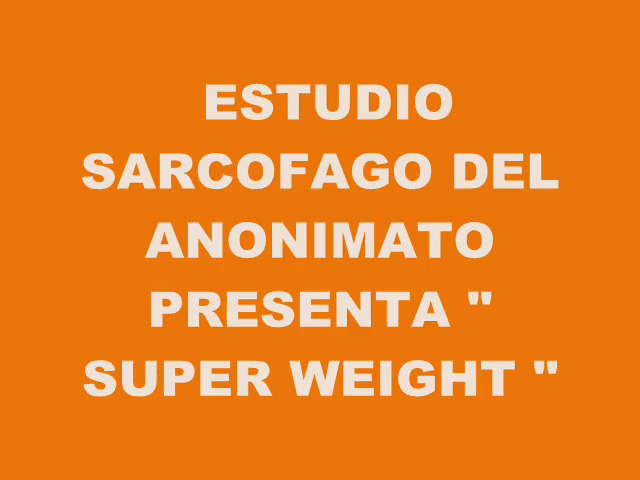 ESTUDIO
SARCOFAGO DEL
ANONIMATO
PRESENTA "
SUPER WEIGHT "